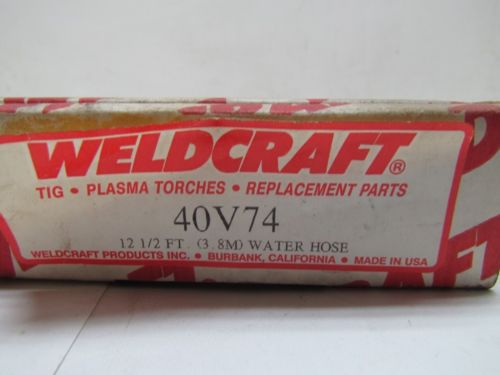 WELDCRAFT®
TIG • PLASMA TORCHES • REPLACEMENT PARTS
40V74
12 1/2 FT. (3.8M) WATER HOSE
WELDCRAFT PRODUCTS INC. • BURBANK, CALIFORNIA • MADE IN USA